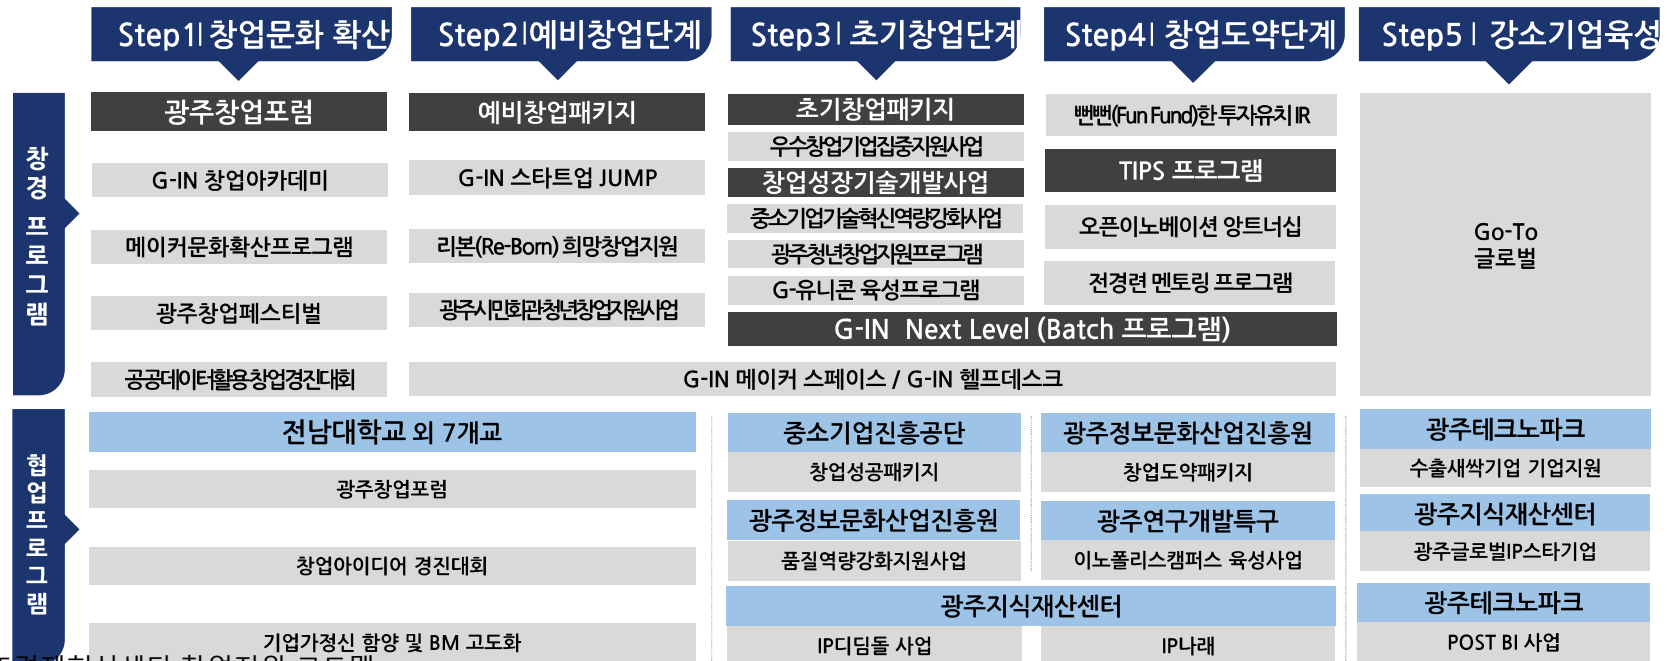 Step1| 창업문화 확산
Step2|예비창업단계
Step3| 초기창업단계
Step4| 창업도약단계
Step5| 강소기업육성
창경 프로그램
광주창업포럼
G-IN 창업아카데미
메이커문화확산프로그램
광주창업페스티벌
공공데이터활용창업경진대회
예비창업패키지
G-IN 스타트업 JUMP
리본(Re-Born) 희망창업지원
광주시민회관청년창업지원사업
초기창업패키지
우수창업기업집중지원사업
창업성장기술개발사업
중소기업기술혁신역량강화사업
광주청년창업지원프로그램
G-유니콘 육성프로그램
뻔뻔(Fun Fund)한 투자유치 IR
TIPS 프로그램
오픈이노베이션 앙트너십
전경련 멘토링 프로그램
G-IN Next Level (Batch 프로그램)
G-IN 메이커 스페이스 / G-IN 헬프데스크
Go-To
글로벌
협업프로그램
전남대학교 외 7개교
광주창업포럼
창업아이디어 경진대회
기업가정신 함양 및 BM 고도화
중소기업진흥공단
창업성공패키지
광주정보문화산업진흥원
품질역량강화지원사업
광주정보문화산업진흥원
창업도약패키지
광주연구개발특구
이노폴리스캠퍼스 육성사업
광주지식재산센터
IP디딤돌 사업
IP나래
광주테크노파크
수출새싹기업 기업지원
광주지식재산센터
광주글로벌IP스타기업
광주테크노파크
POST BI 사업